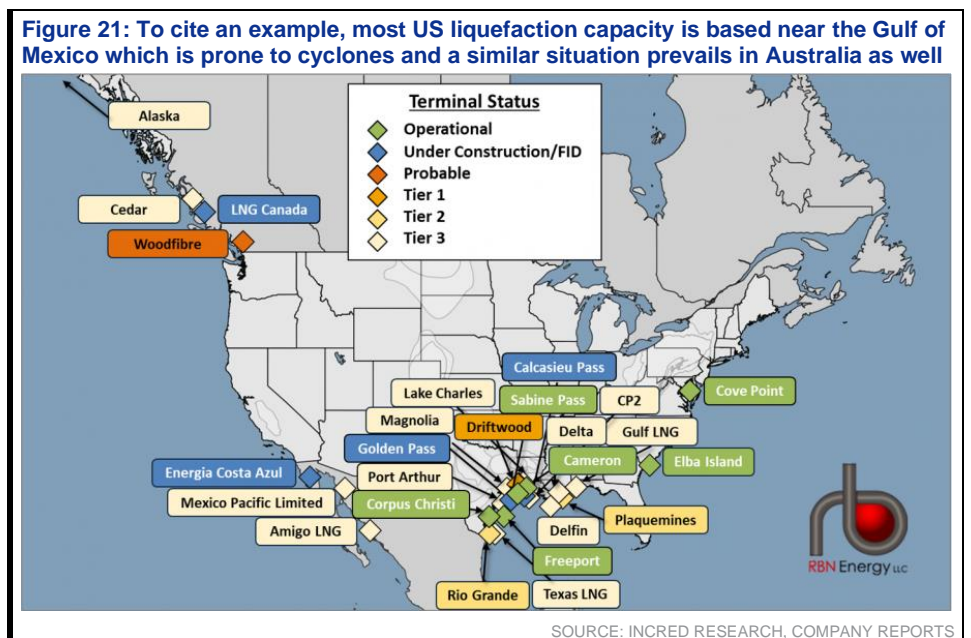 Figure 21: To cite an example, most US liquefaction capacity is based near the Gulf of
Mexico which is prone to cyclones and a similar situation prevails in Australia as well
Terminal Status
Operational
Under Construction/FID
Probable
Tier 1
Tier 2
Tier 3
Alaska
Cedar
LNG Canada
Woodfibre
Calcasieu Pass
Lake Charles
Sabine Pass
CP2
Cove Point
Magnolia
Driftwood
Delta
Gulf LNG
Golden Pass
Cameron
Elba Island
Energia Costa Azul
Port Arthur
Mexico Pacific Limited
Corpus Christi
Plaquemines
Amigo LNG
Delfin
Freeport
Rio Grande
Texas LNG
RBN Energy LLC
SOURCE: INCRED RESEARCH, COMPANY REPORTS